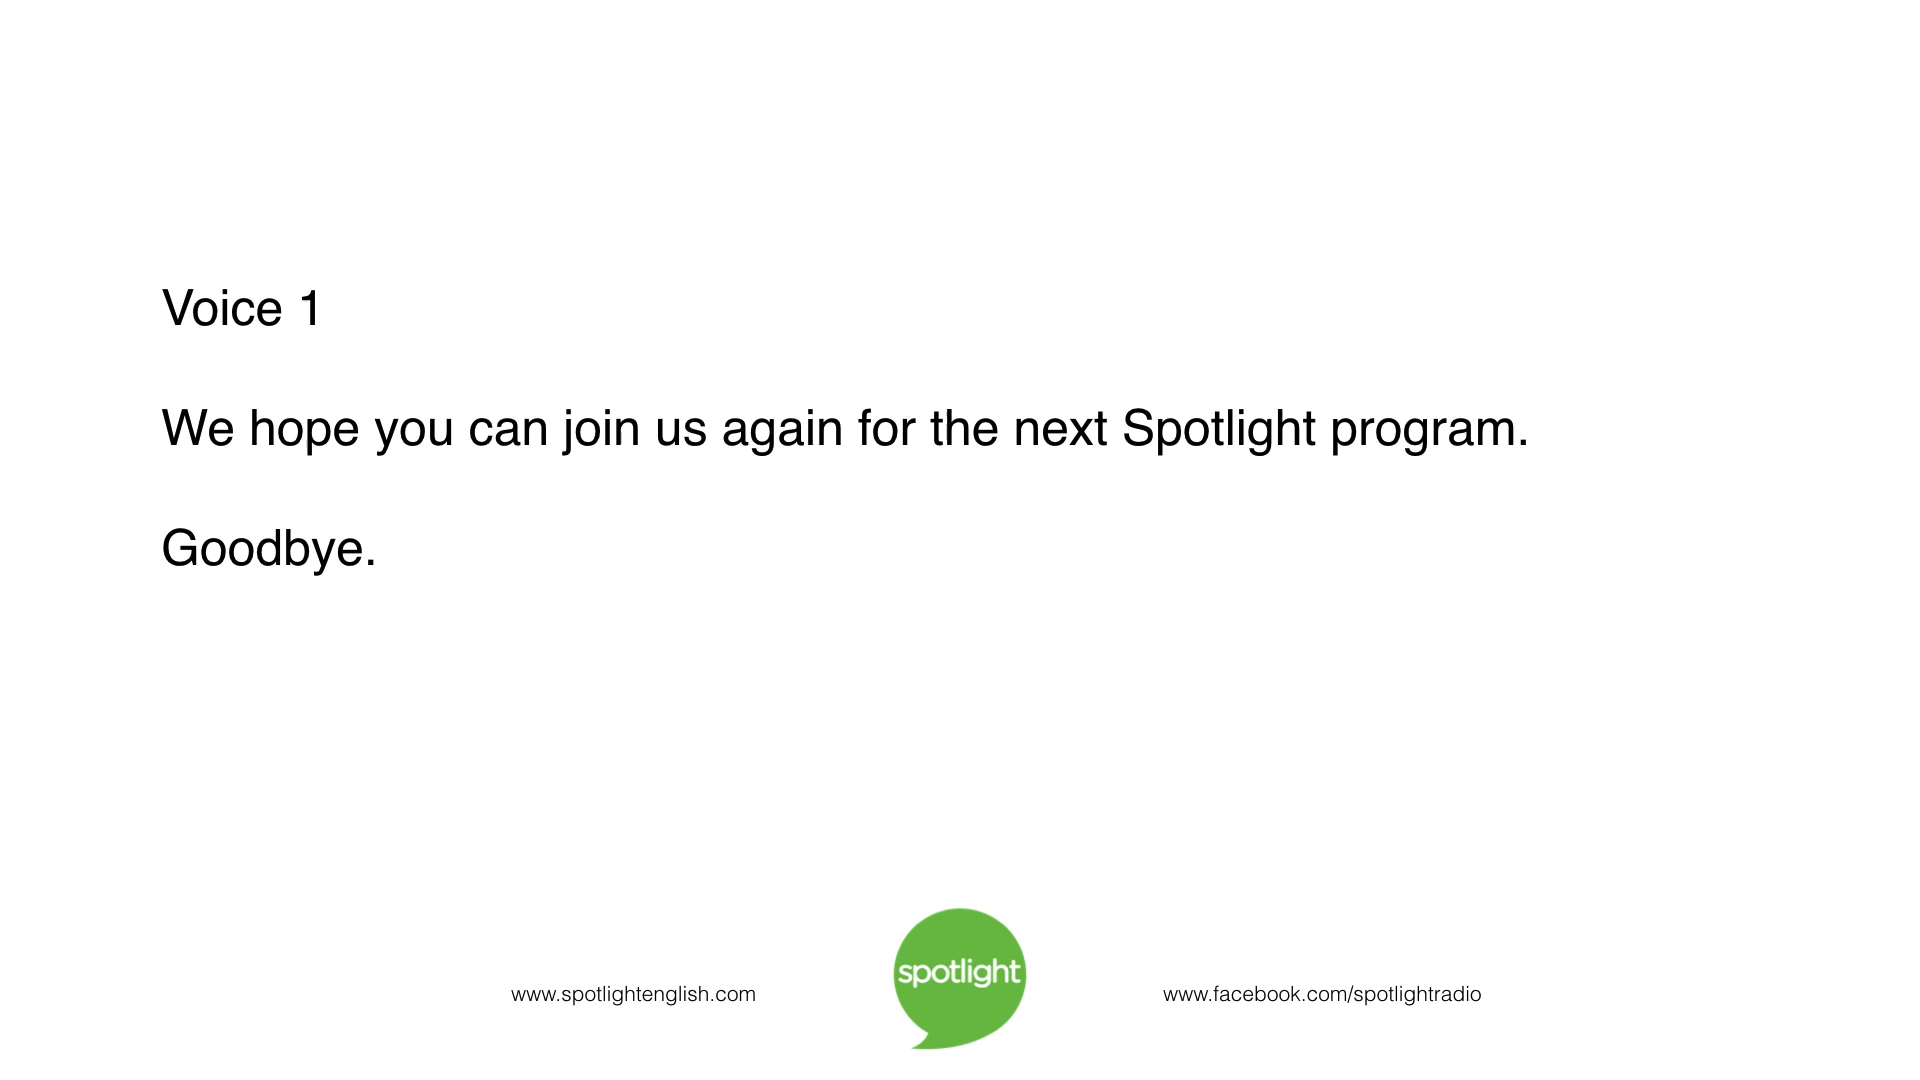 Voice 1
We hope you can join us again for the next Spotlight program.
Goodbye.
www.spotlightenglish.com
spotlight
www.facebook.com/spotlightradio